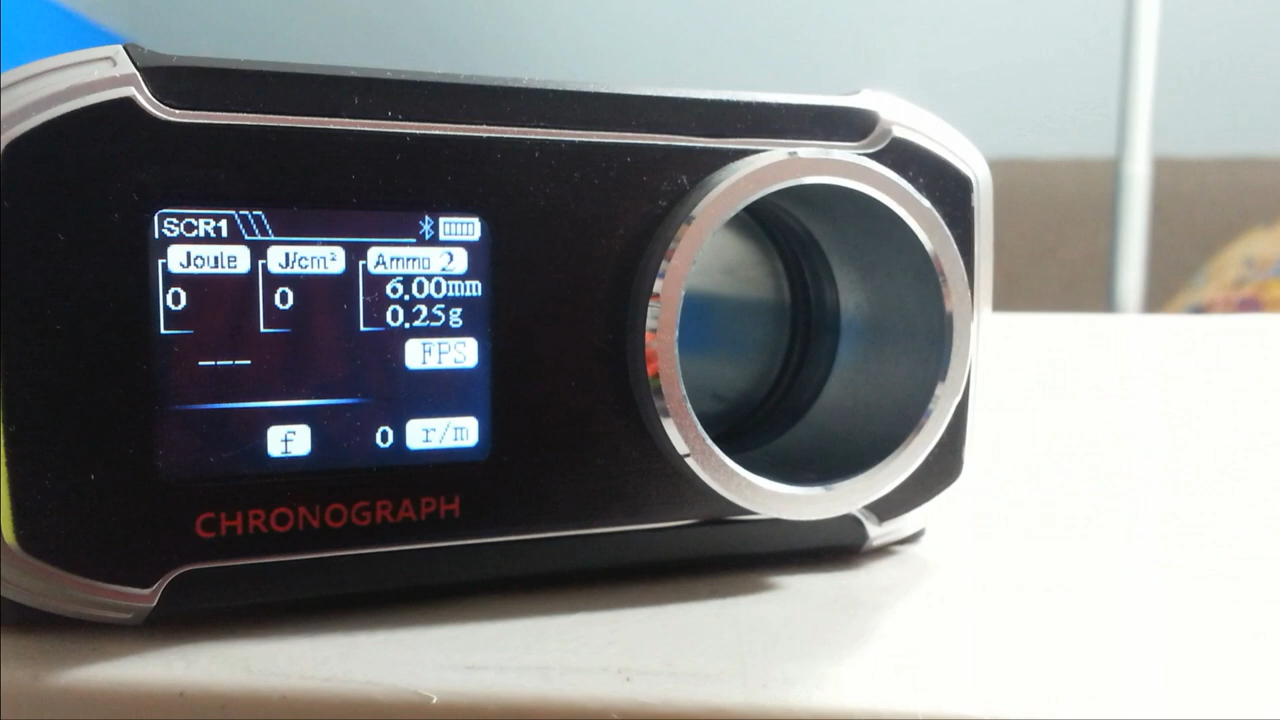 SCR1
Joule J/cm² Ammo 2
0 0 6.00mm
0.25g
--- FPS
f 0 r/m
CHRONOGRAPH